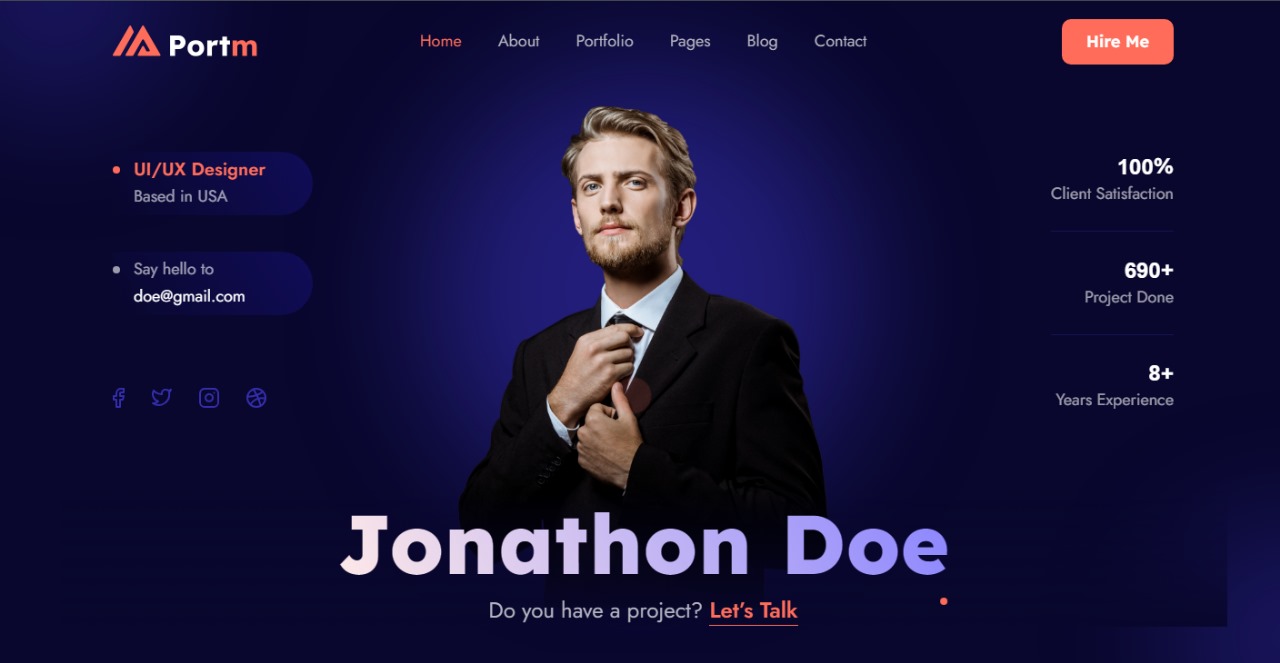 Portm
Home
About
Portfolio
Pages
Blog
Contact
Hire Me
UI/UX Designer
Based in USA
Say hello to
doe@gmail.com
100%
Client Satisfaction
690+
Project Done
8+
Years Experience
Jonathon Doe
Do you have a project? Let's Talk